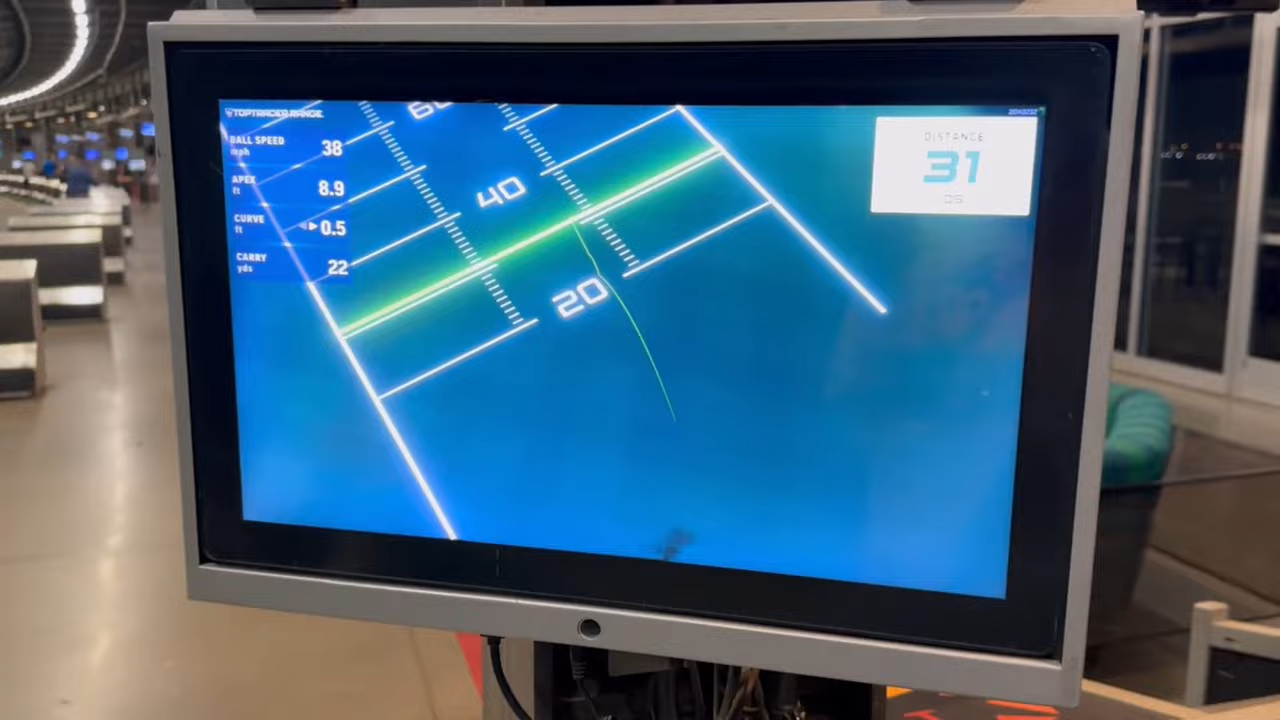 TOPTRACER RANGE
BALL SPEED
mph
38
APEX
ft
8.9
CURVE
ft
0.5
CARRY
yds
22
DISTANCE
31
60
40
20